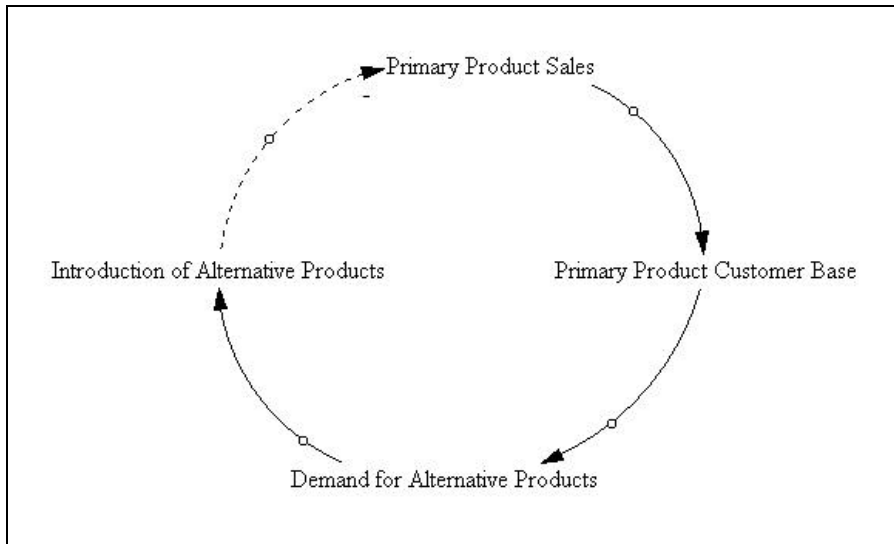 Primary Product Sales
-
Introduction of Alternative Products
Primary Product Customer Base
Demand for Alternative Products